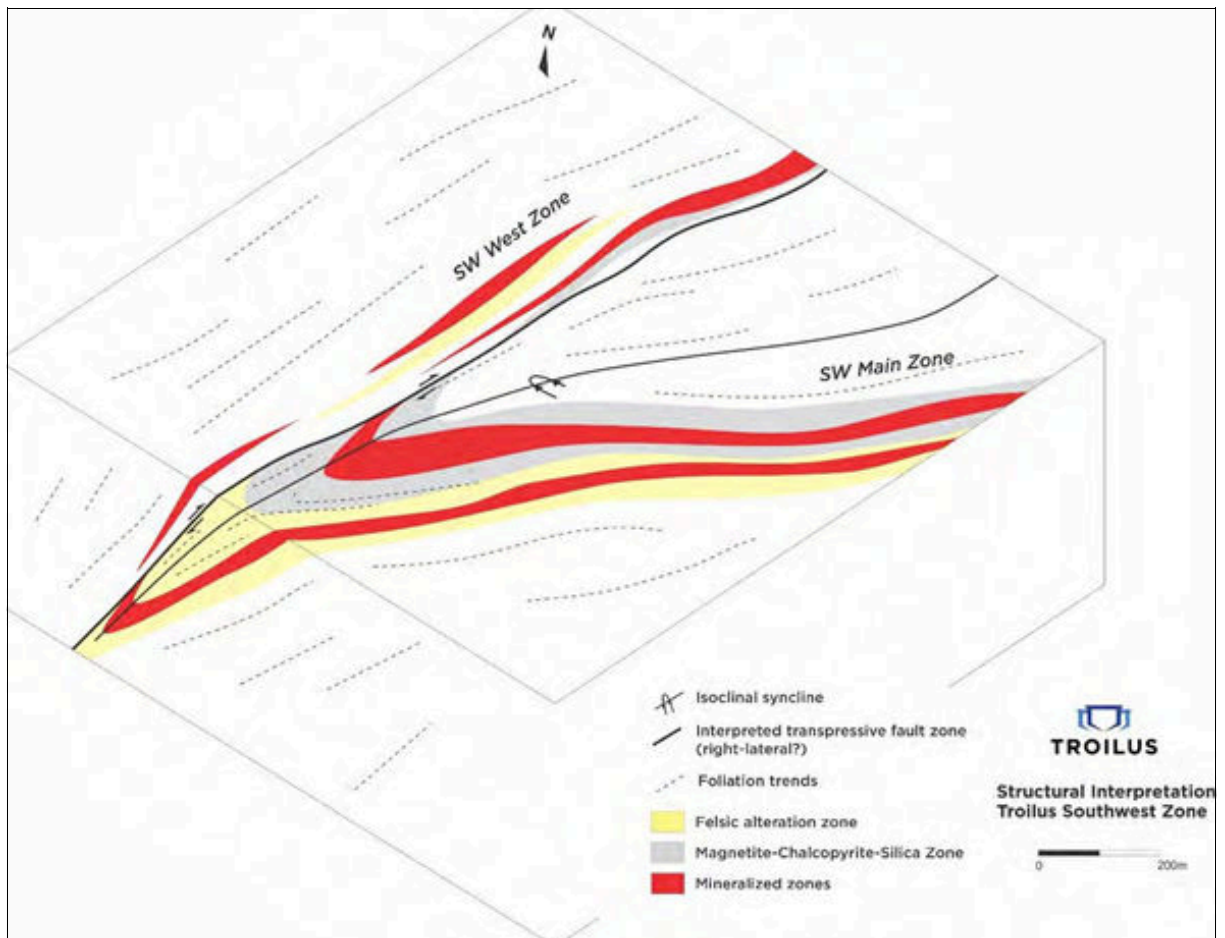 N
SW West Zone
SW Main Zone
Isoclinal syncline
Interpreted transpressive fault zone
(right-lateral?)
Foliation trends
Felsic alteration zone
Magnetite-Chalcopyrite-Silica Zone
Mineralized zones
TROILUS
Structural Interpretation
Troilus Southwest Zone
0 200m